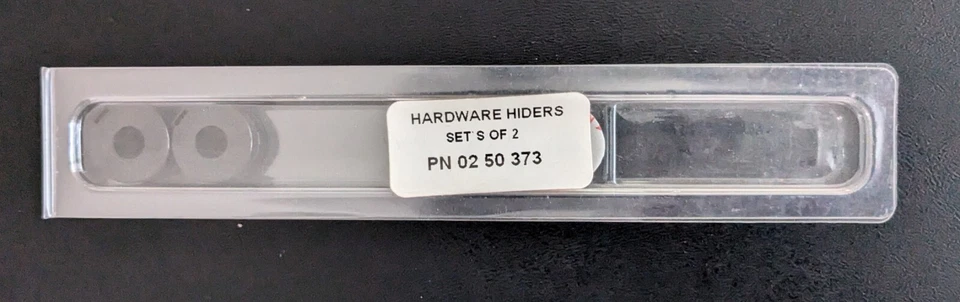 HARDWARE HIDERS
SET'S OF 2
PN 02 50 373